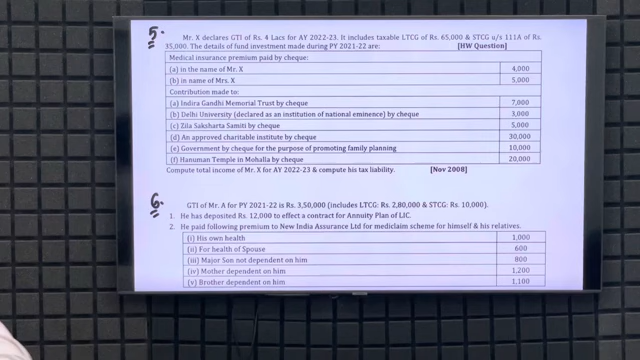 5.
Mr. X declares GTI of Rs. 4 Lacs for AY 2022-23. It includes taxable LTCG of Rs. 65,000 & STCG u/s 111A of Rs.
35,000. The details of fund investment made during PY 2021-22 are: [HW Question]
Medical insurance premium paid by cheque:
(a) in the name of Mr. X 4,000
(b) in name of Mrs. X 5,000
Contribution made to:
(a) Indira Gandhi Memorial Trust by cheque 7,000
(b) Delhi University (declared as an institution of national eminence) by cheque 3,000
(c) Zila Saksharta Samiti by cheque 5,000
(d) An approved charitable institute by cheque 30,000
(e) Government by cheque for the purpose of promoting family planning 10,000
(f) Hanuman Temple in Mohalla by cheque 20,000
Compute total income of Mr. X for AY 2022-23 & compute his tax liability. [Nov 2008]
6.
GTI of Mr. A for PY 2021-22 is Rs. 3,50,000 (includes LTCG: Rs. 2,80,000 & STCG: Rs. 10,000).
1. He has deposited Rs. 12,000 to effect a contract for Annuity Plan of LIC.
2. He paid following premium to New India Assurance Ltd for mediclaim scheme for himself & his relatives.
(i) His own health 1,000
(ii) For health of Spouse 600
(iii) Major Son not dependent on him 800
(iv) Mother dependent on him 1,200
(v) Brother dependent on him 1,100